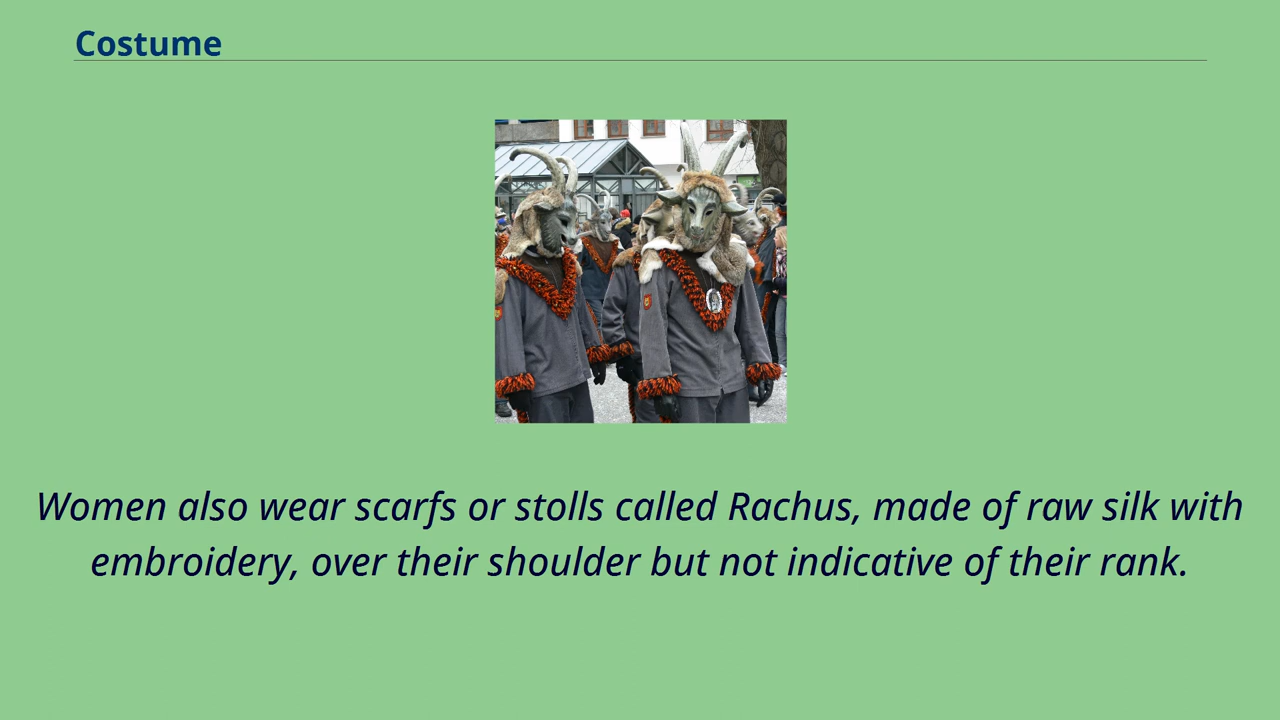 Costume
Women also wear scarfs or stolls called Rachus, made of raw silk with
embroidery, over their shoulder but not indicative of their rank.